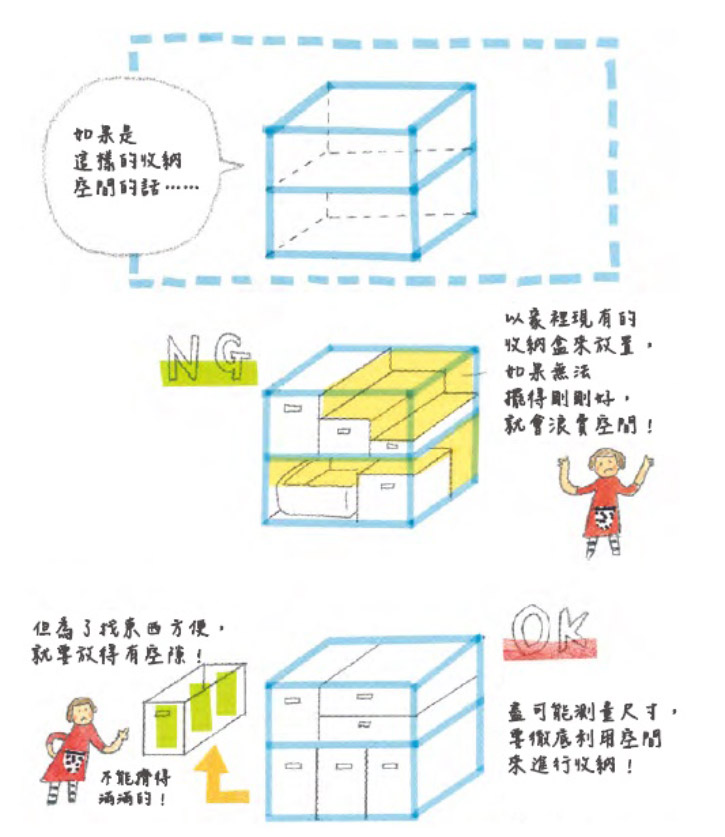 如果是
這樣的收納
空間的話……
NG
以家裡現有的
收納盒來放置，
如果無法
擺得剛剛好，
就會浪費空間！
但為了找東西方便，
就要放得有空隙！
不能擠得
滿滿的！
OK
盡可能測量尺寸，
要徹底利用空間
來進行收納！